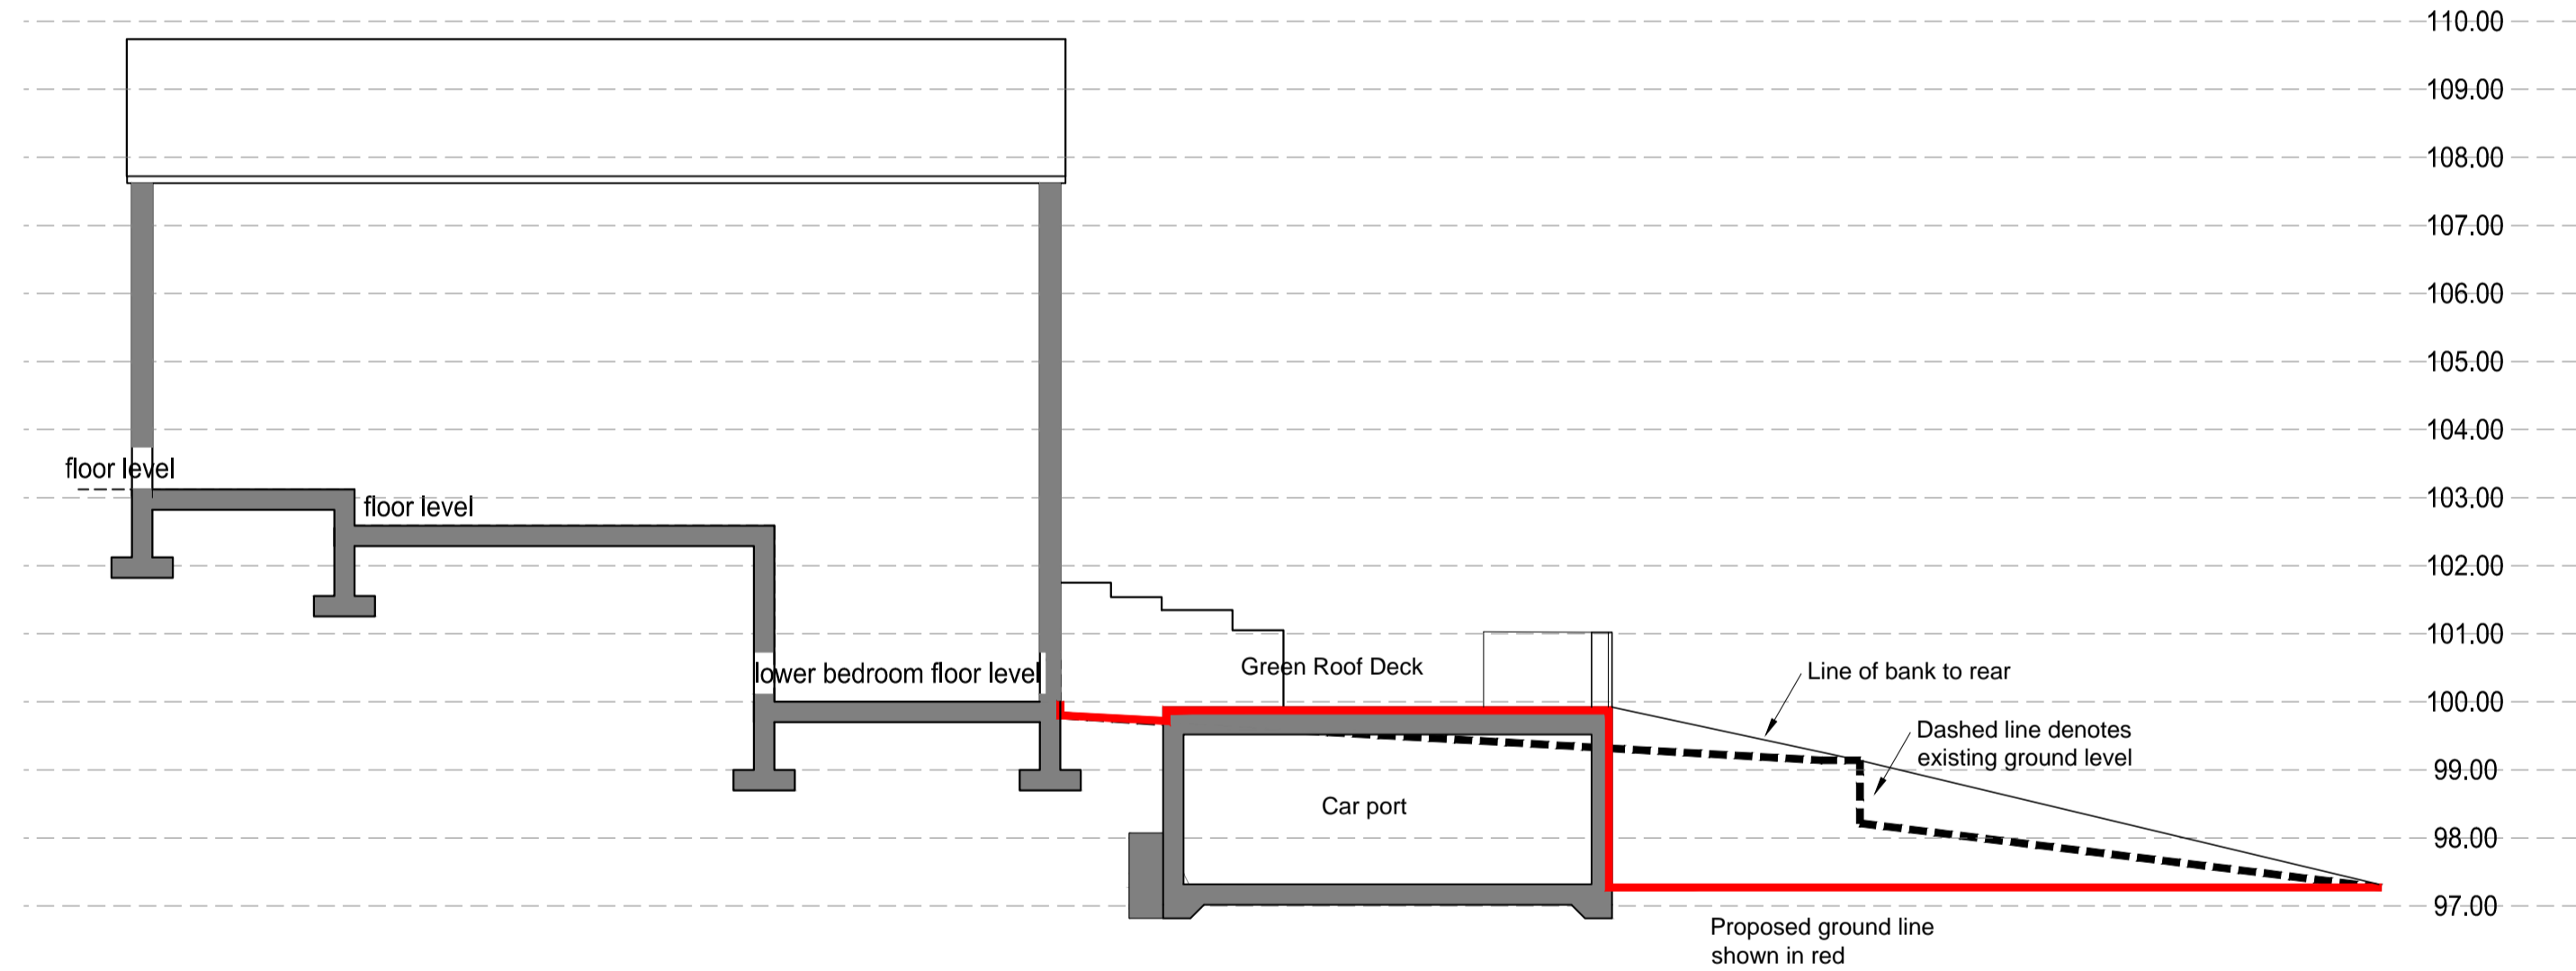 110.00
109.00
108.00
107.00
106.00
105.00
104.00
floor level
103.00
floor level
102.00
101.00
Green Roof Deck
Line of bank to rear
lower bedroom floor level
100.00
Dashed line denotes
existing ground level
99.00
Car port
98.00
97.00
Proposed ground line
shown in red